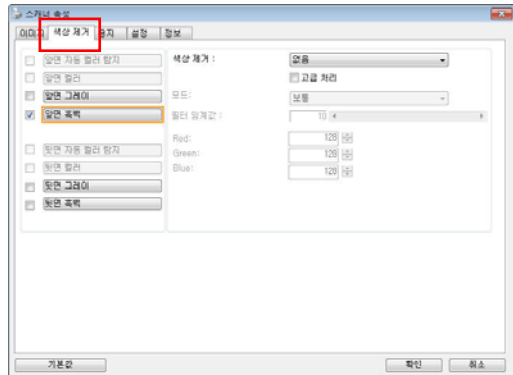 스캐너 속성
이미지 색상 제거 용지 설정 정보
앞면 자동 컬러 탐지
앞면 컬러
앞면 그레이
앞면 흑백
뒷면 자동 컬러 탐지
뒷면 컬러
뒷면 그레이
뒷면 흑백
색상 제거 : 없음
고급 처리
모드: 보통
필터 임계값 : 10
Red: 128
Green: 128
Blue: 128
기본값 확인 취소